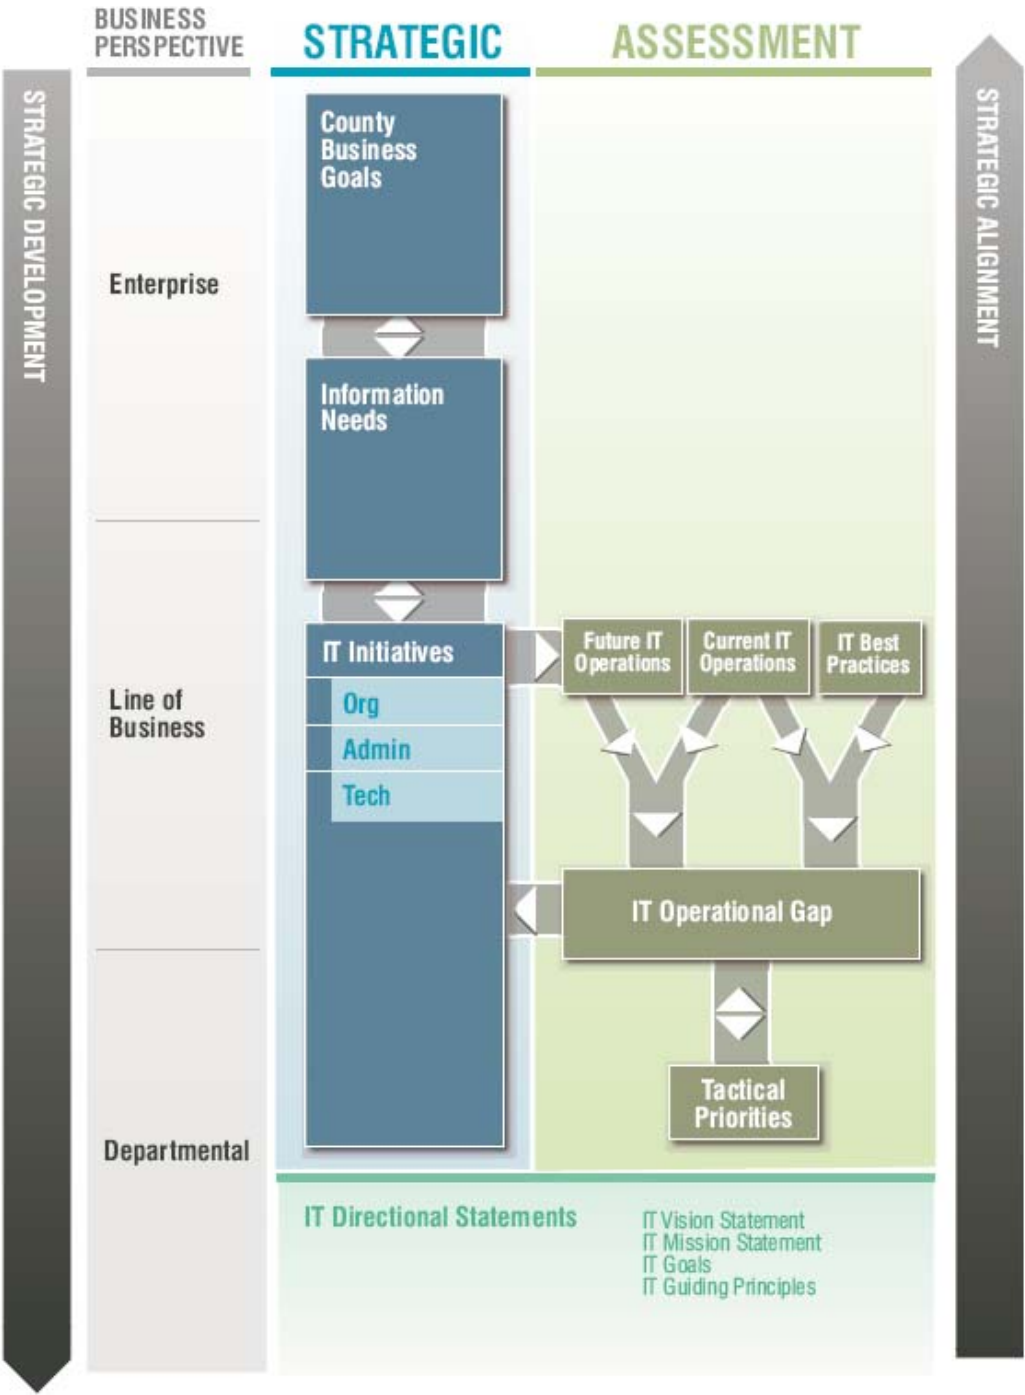 BUSINESS
PERSPECTIVE
STRATEGIC
ASSESSMENT
STRATEGIC DEVELOPMENT
STRATEGIC ALIGNMENT
Enterprise
County
Business
Goals
Information
Needs
Line of
Business
IT Initiatives
Org
Admin
Tech
Future IT
Operations
Current IT
Operations
IT Best
Practices
IT Operational Gap
Tactical
Priorities
Departmental
IT Directional Statements
IT Vision Statement
IT Mission Statement
IT Goals
IT Guiding Principles